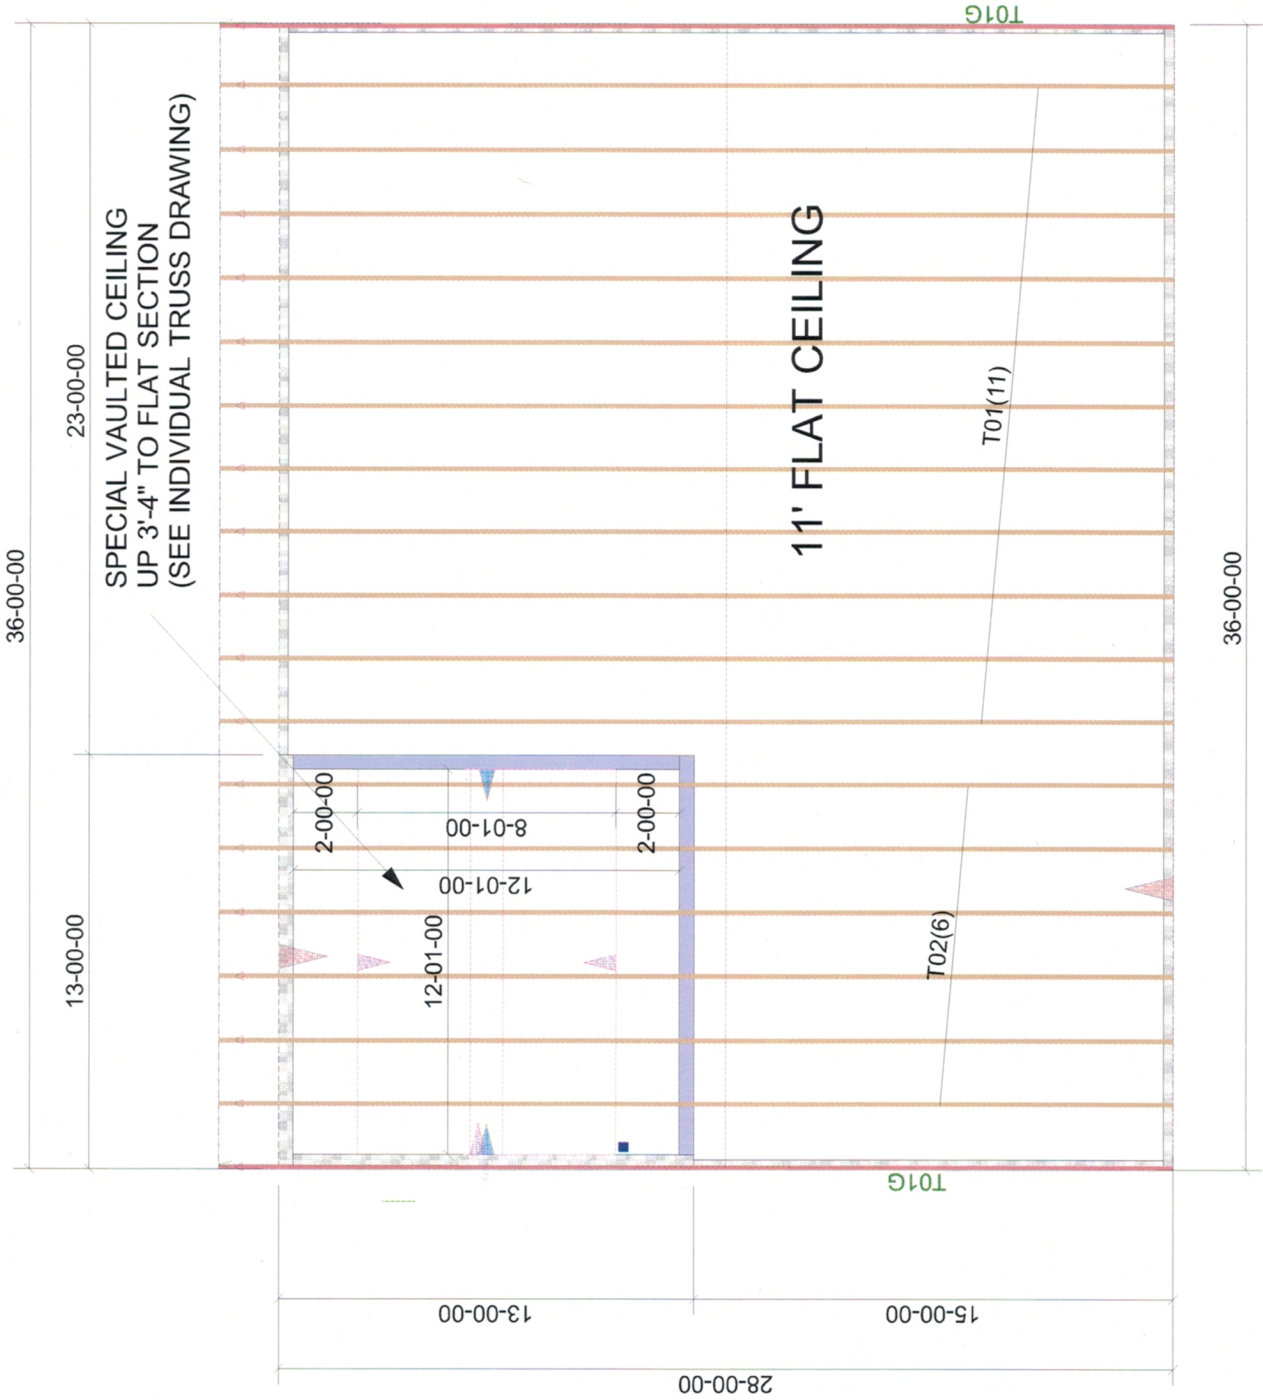 T01G
36-00-00
23-00-00
SPECIAL VAULTED CEILING
UP 3'-4" TO FLAT SECTION
(SEE INDIVIDUAL TRUSS DRAWING)
11' FLAT CEILING
T01(11)
36-00-00
13-00-00
2-00-00
8-01-00
2-00-00
12-01-00
12-01-00
T02(6)
T01G
13-00-00
15-00-00
28-00-00